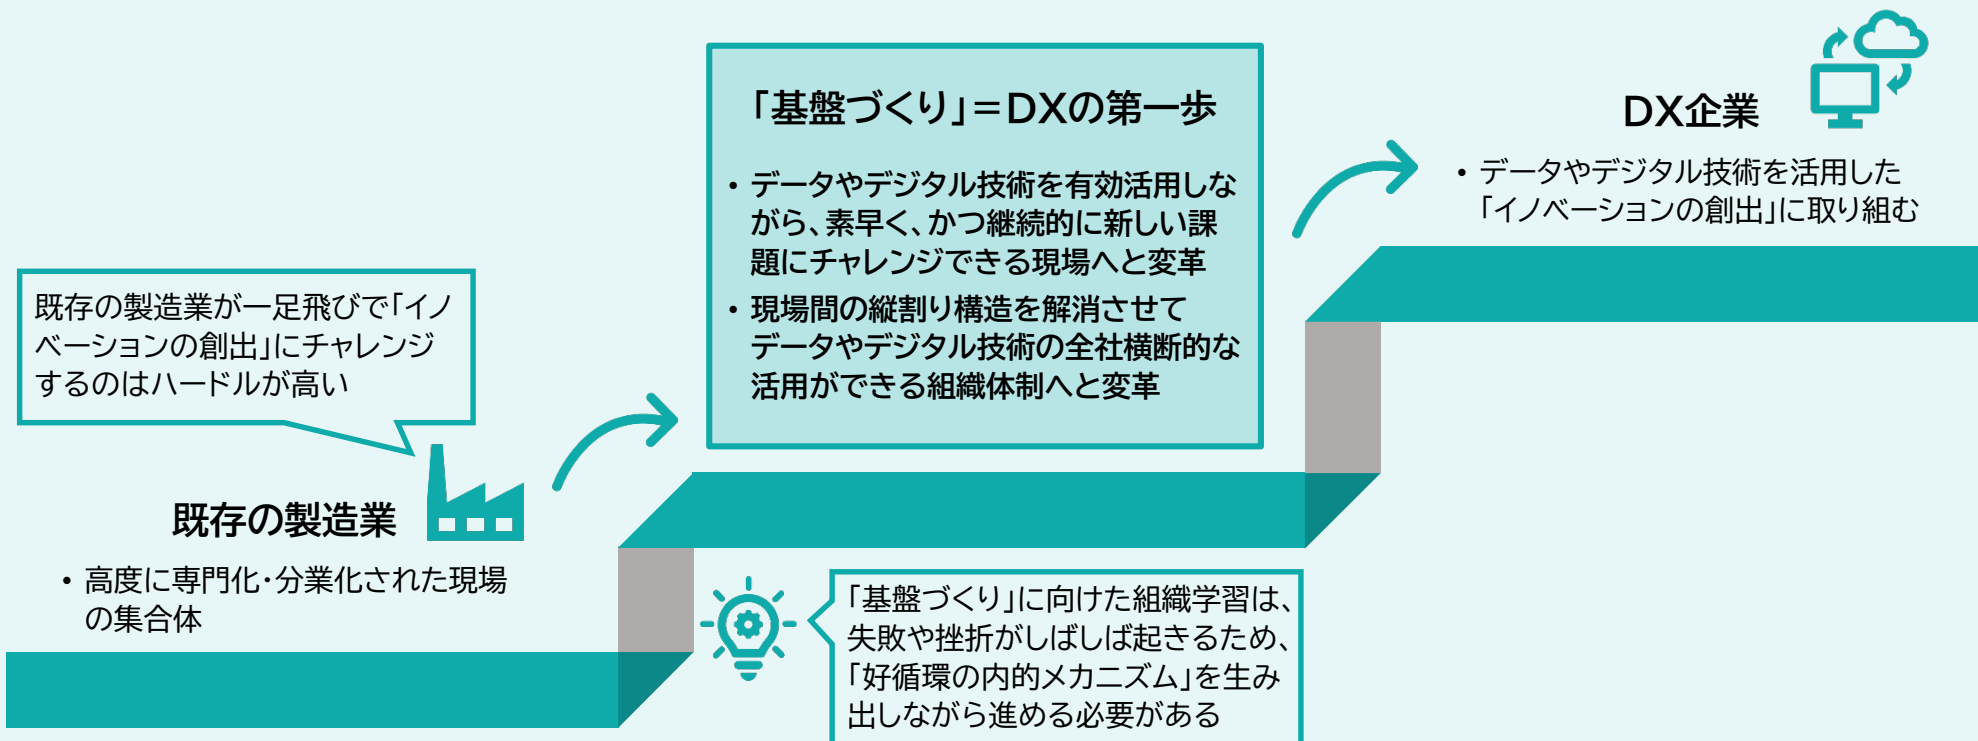 既存の製造業が一足飛びで「イノ
ベーションの創出」にチャレンジ
するのはハードルが高い
既存の製造業
・高度に専門化・分業化された現場
の集合体
「基盤づくり」＝DXの第一歩
・データやデジタル技術を有効活用しな
がら、素早く、かつ継続的に新しい課
題にチャレンジできる現場へと変革
・現場間の縦割り構造を解消させて
データやデジタル技術の全社横断的な
活用ができる組織体制へと変革
「基盤づくり」に向けた組織学習は、
失敗や挫折がしばしば起きるため、
「好循環の内的メカニズム」を生み
出しながら進める必要がある
DX企業
・データやデジタル技術を活用した
「イノベーションの創出」に取り組む